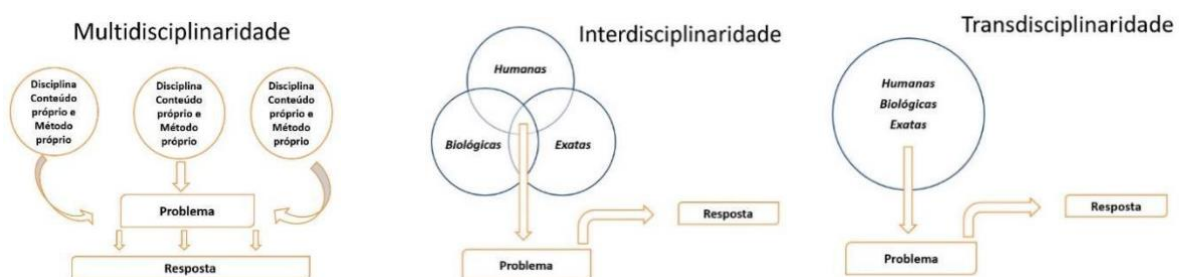 Multidisciplinaridade
Disciplina
Conteúdo
próprio e
Método
próprio
Disciplina
Conteúdo
próprio e
Método
próprio
Disciplina
Conteúdo
próprio e
Método
próprio
Problema
Resposta
Interdisciplinaridade
Humanas
Biológicas
Exatas
Resposta
Problema
Transdisciplinaridade
Humanas
Biológicas
Exatas
Resposta
Problema